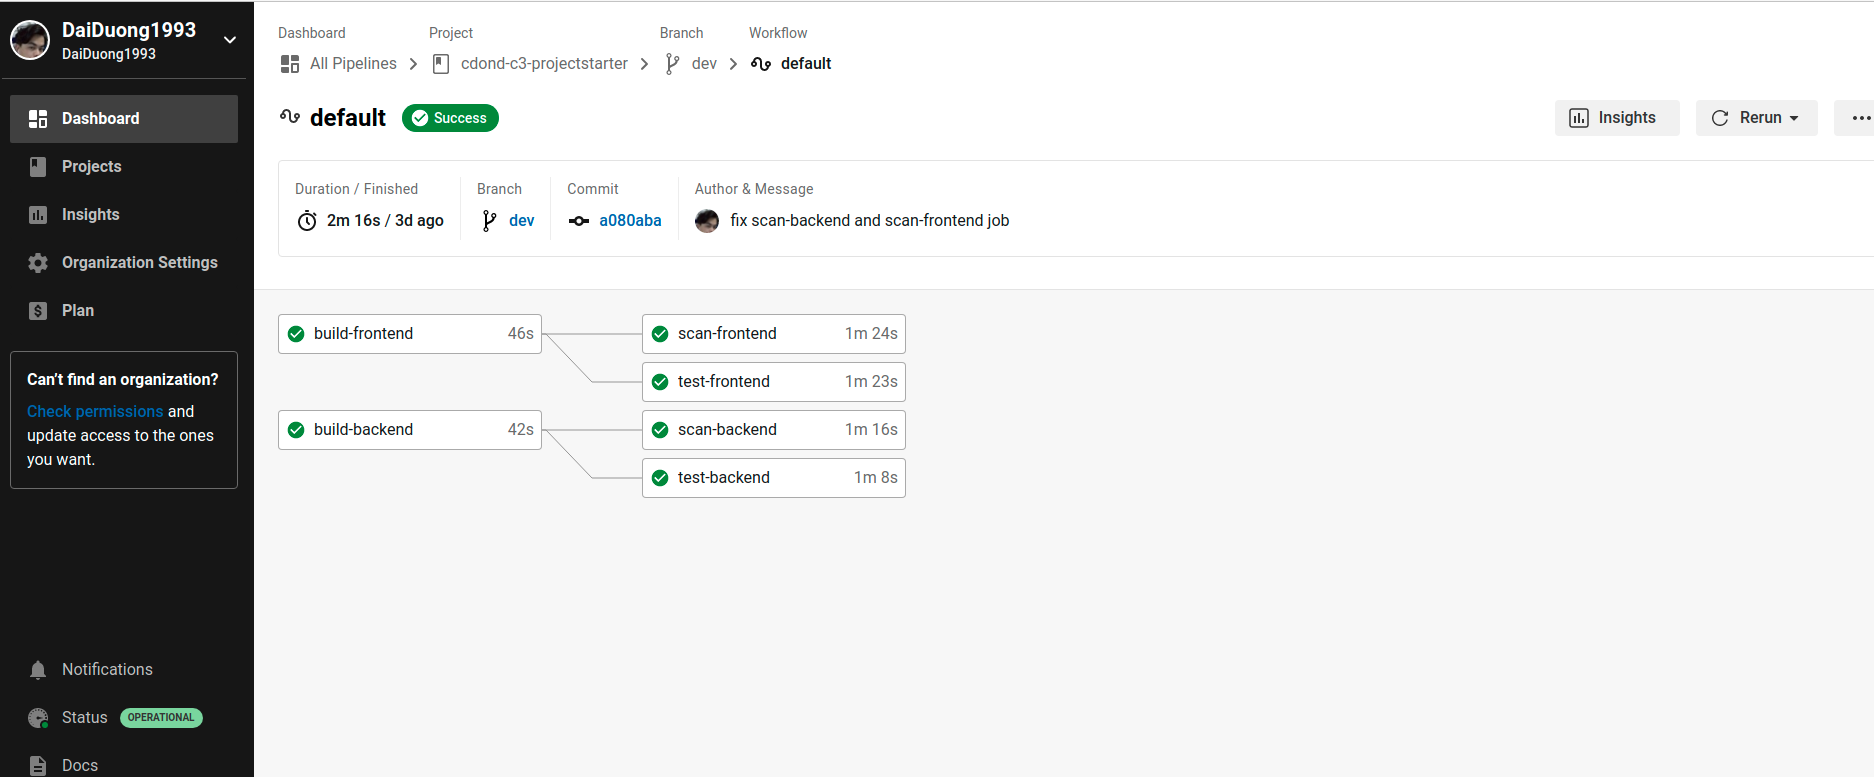 DaiDuong1993
DaiDuong1993
Dashboard
Projects
Insights
Organization Settings
Plan
Can't find an organization?
Check permissions and
update access to the ones
you want.
Notifications
Status OPERATIONAL
Docs
Dashboard Project Branch Workflow
All Pipelines cdond-c3-projectstarter dev default
default Success Insights Rerun
Duration / Finished Branch Commit Author & Message
2m 16s / 3d ago dev a080aba fix scan-backend and scan-frontend job
build-frontend 46s scan-frontend 1m 24s
test-frontend 1m 23s
build-backend 42s scan-backend 1m 16s
test-backend 1m 8s